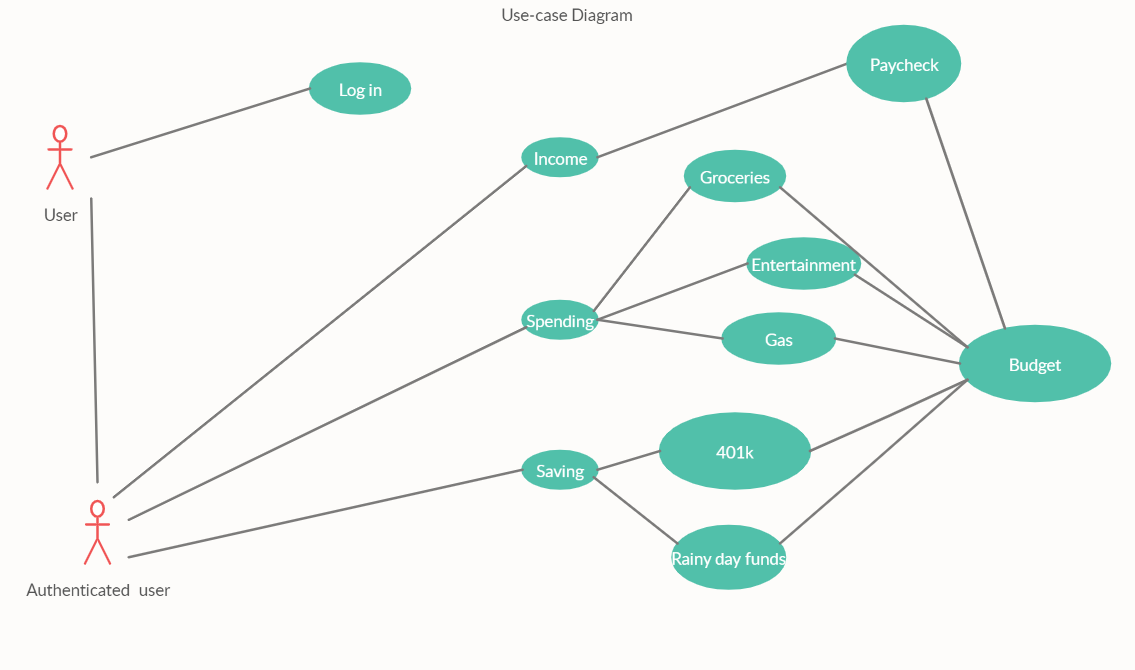 Use-case Diagram
Paycheck
Log in
Income
Groceries
User
Entertainment
Spending
Gas
Budget
401k
Saving
Rainy day funds
Authenticated user